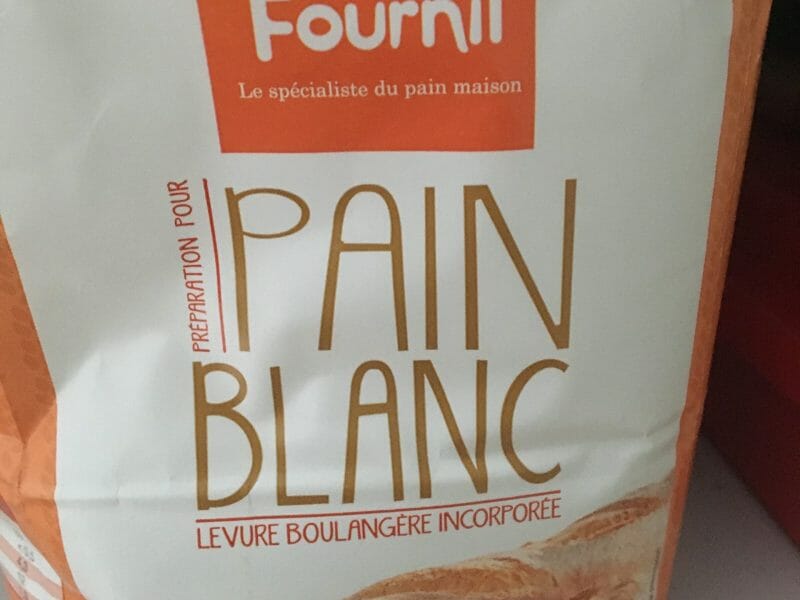 Fournil
Le spécialiste du pain maison
PRÉPARATION POUR
PAIN
BLANC
LEVURE BOULANGÈRE INCORPORÉE